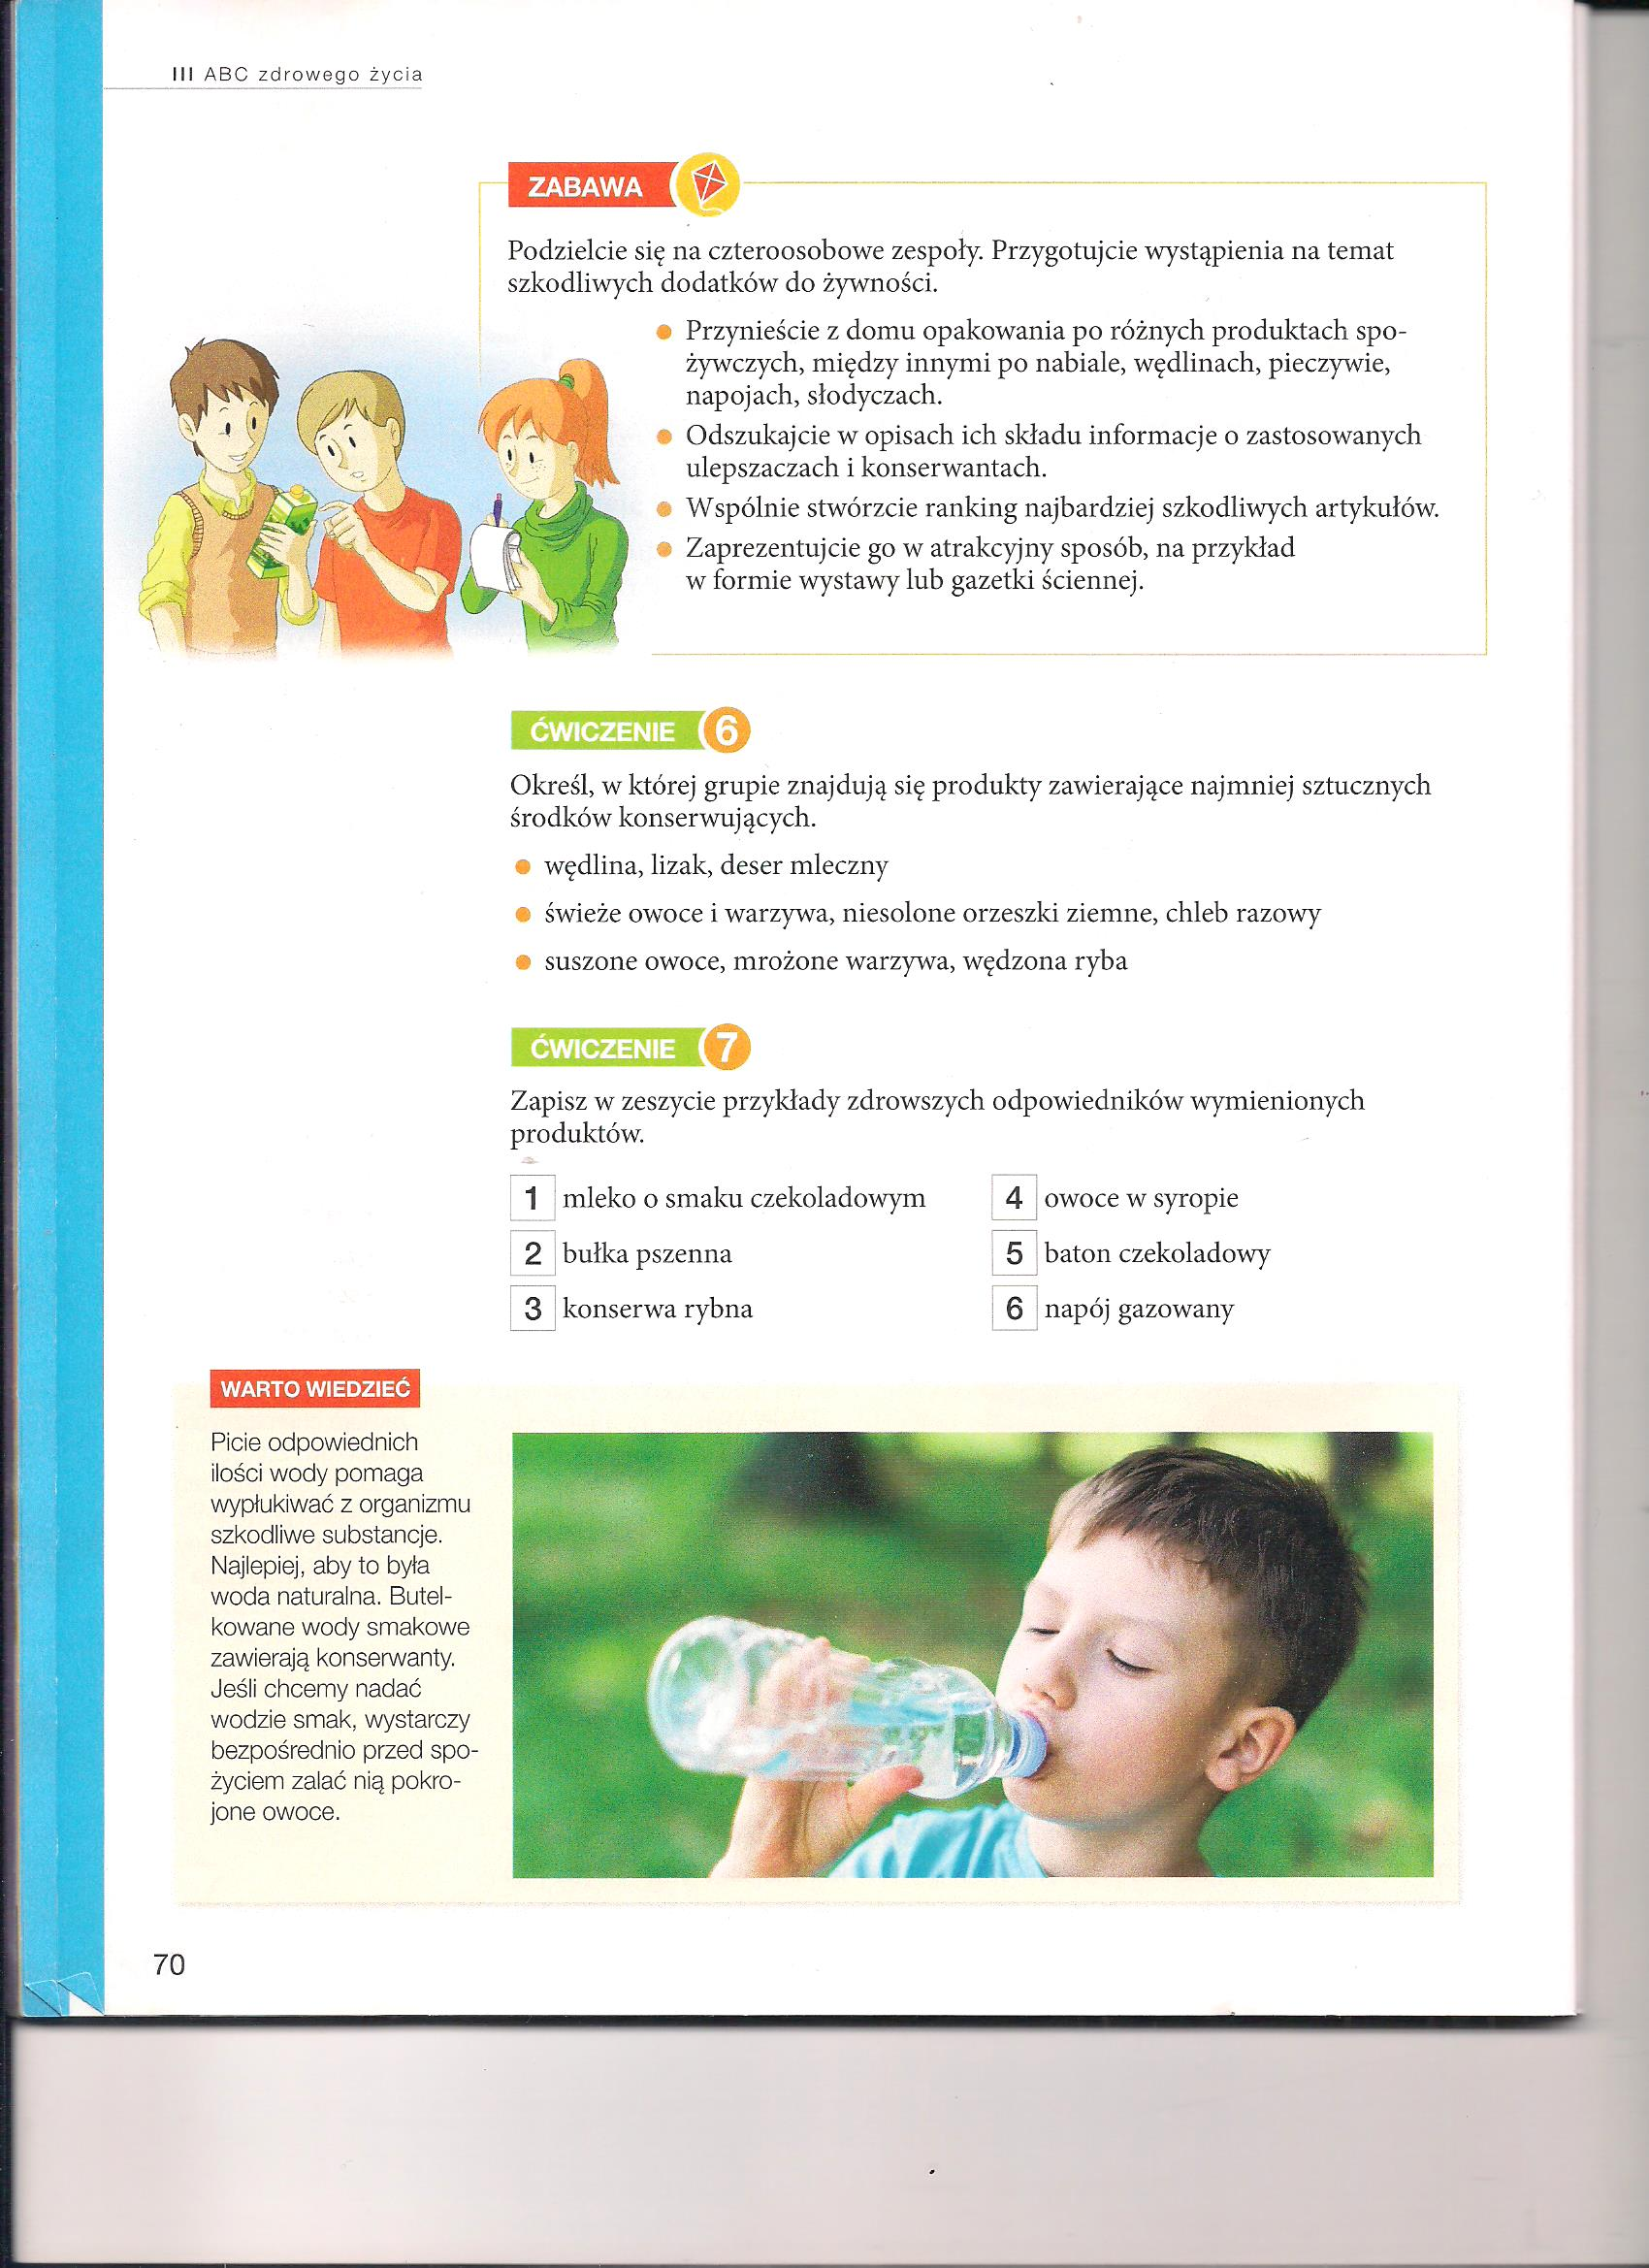 III ABC zdrowego życia
ZABAWA
Podzielcie się na czteroosobowe zespoły. Przygotujcie wystąpienia na temat
szkodliwych dodatków do żywności.
● Przynieście z domu opakowania po różnych produktach spo-
żywczych, między innymi po nabiale, wędlinach, pieczywie,
napojach, słodyczach.
● Odszukajcie w opisach ich składu informacje o zastosowanych
ulepszaczach i konserwantach.
● Wspólnie stwórzcie ranking najbardziej szkodliwych artykułów.
● Zaprezentujcie go w atrakcyjny sposób, na przykład
w formie wystawy lub gazetki ściennej.
ĆWICZENIE 6
Określ, w której grupie znajdują się produkty zawierające najmniej sztucznych
środków konserwujących.
● wędlina, lizak, deser mleczny
● świeże owoce i warzywa, niesolone orzeszki ziemne, chleb razowy
● suszone owoce, mrożone warzywa, wędzona ryba
ĆWICZENIE 7
Zapisz w zeszycie przykłady zdrowszych odpowiedników wymienionych
produktów.
1 mleko o smaku czekoladowym
2 bułka pszenna
3 konserwa rybna
4 owoce w syropie
5 baton czekoladowy
6 napój gazowany
WARTO WIEDZIEĆ
Picie odpowiednich
ilości wody pomaga
wypłukiwać z organizmu
szkodliwe substancje.
Najlepiej, aby to była
woda naturalna. Butel-
kowane wody smakowe
zawierają konserwanty.
Jeśli chcemy nadać
wodzie smak, wystarczy
bezpośrednio przed spo-
życiem zalać nią pokro-
jone owoce.
70